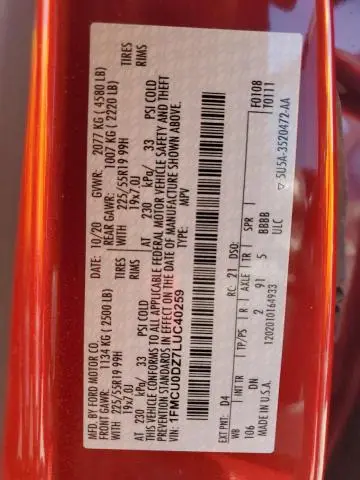 MFD. BY FORD MOTOR CO.
DATE: 10/20 GVWR: 2077 KG ( 4580 LB)
FRONT GAWR: 1134 KG ( 2500 LB) REAR GAWR: 1007 KG ( 2220 LB)
WITH 225/55R19 99H TIRES WITH 225/55R19 99H TIRES
19x7.0J RIMS 19x7.0J RIMS
AT 230 kPa/ 33 PSI COLD AT 230 kPa/ 33 PSI COLD
THIS VEHICLE CONFORMS TO ALL APPLICABLE FEDERAL MOTOR VEHICLE SAFETY AND THEFT
PREVENTION STANDARDS IN EFFECT ON THE DATE OF MANUFACTURE SHOWN ABOVE.
VIN: 1FMCU0DZ7LUC40259 TYPE: MPV
F0108
T0111
EXT PNT: D4 RC: 21 DSO:
WB INT TR TP/PS R AXLE TR SPR
106 DN 2 91 5 BBBB
ULC
1202010164933
▽ 5U5A-3520472-AA